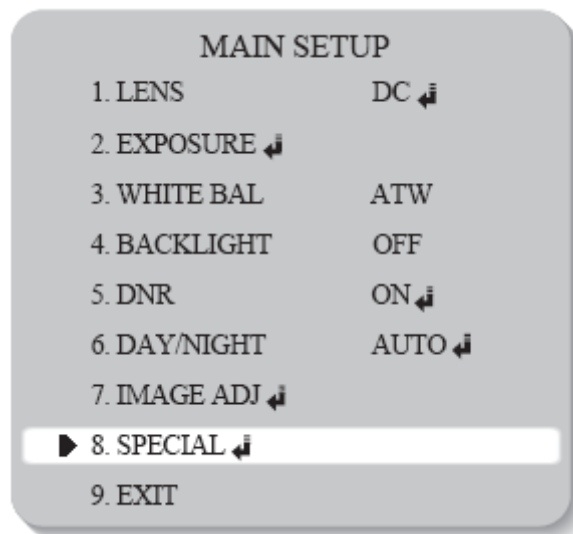 MAIN SETUP
1. LENS DC ↲
2. EXPOSURE ↲
3. WHITE BAL ATW
4. BACKLIGHT OFF
5. DNR ON ↲
6. DAY/NIGHT AUTO ↲
7. IMAGE ADJ ↲
8. SPECIAL ↲
9. EXIT